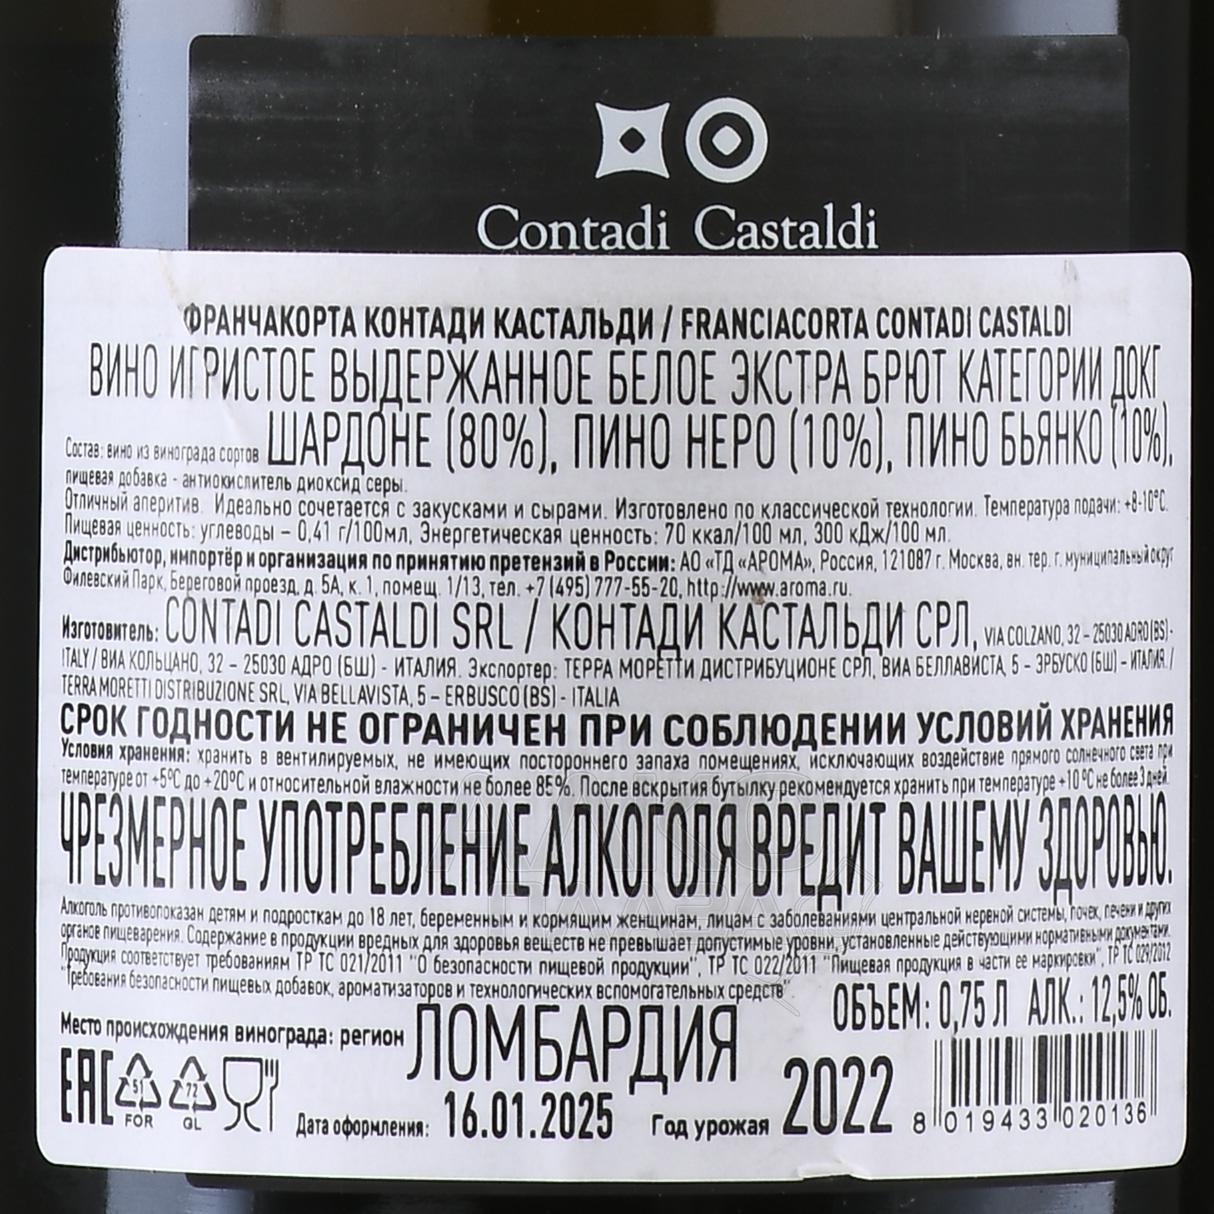 Contadi Castaldi
ФРАНЧАКОРТА КОНТАДИ КАСТАЛЬДИ / FRANCIACORTA CONTADI CASTALDI
ВИНО ИГРИСТОЕ ВЫДЕРЖАННОЕ БЕЛОЕ ЭКСТРА БРЮТ КАТЕГОРИИ ДОКГ
Состав: вино из винограда сортов ШАРДОНЕ (80%), ПИНО НЕРО (10%), ПИНО БЬЯНКО (10%),
пищевая добавка - антиокислитель диоксид серы.
Отличный аперитив. Идеально сочетается с закусками и сырами. Изготовлено по классической технологии. Температура подачи: +8-10°С.
Пищевая ценность: углеводы – 0,41 г/100мл, Энергетическая ценность: 70 ккал/100 мл, 300 кДж/100 мл.
Дистрибьютор, импортёр и организация по принятию претензий в России: АО «ТД «АРОМА», Россия, 121087 г. Москва, вн. тер. г. муниципальный округ
Филевский Парк, Береговой проезд, д. 5А, к. 1, помещ. 1/13, тел. +7 (495) 777-55-20, http://www.aroma.ru.
Изготовитель: CONTADI CASTALDI SRL / КОНТАДИ КАСТАЛЬДИ СРЛ, VIA COLZANO, 32 – 25030 ADRO (BS) -
ITALY / ВИА КОЛЬЦАНО, 32 – 25030 АДРО (БШ) - ИТАЛИЯ. Экспортер: ТЕРРА МОРЕТТИ ДИСТРИБУЦИОНЕ СРЛ, ВИА БЕЛЛАВИСТА, 5 – ЭРБУСКО (БШ) – ИТАЛИЯ. /
TERRA MORETTI DISTRIBUZIONE SRL, VIA BELLAVISTA, 5 – ERBUSCO (BS) - ITALIA
СРОК ГОДНОСТИ НЕ ОГРАНИЧЕН ПРИ СОБЛЮДЕНИИ УСЛОВИЙ ХРАНЕНИЯ
Условия хранения: хранить в вентилируемых, не имеющих постороннего запаха помещениях, исключающих воздействие прямого солнечного света при
температуре от +5°С до +20°С и относительной влажности не более 85%. После вскрытия бутылку рекомендуется хранить при температуре +10 °С не более 3 дней.
ЧРЕЗМЕРНОЕ УПОТРЕБЛЕНИЕ АЛКОГОЛЯ ВРЕДИТ ВАШЕМУ ЗДОРОВЬЮ.
Алкоголь противопоказан детям и подросткам до 18 лет, беременным и кормящим женщинам, лицам с заболеваниями центральной нервной системы, почек, печени и других
органов пищеварения. Содержание в продукции вредных для здоровья веществ не превышает допустимые уровни, установленные действующими нормативными документами.
Продукция соответствует требованиям ТР ТС 021/2011 "О безопасности пищевой продукции", ТР ТС 022/2011 "Пищевая продукция в части ее маркировки", ТР ТС 029/2012
"Требования безопасности пищевых добавок, ароматизаторов и технологических вспомогательных средств"
ОБЪЕМ: 0,75 Л АЛК.: 12,5% ОБ.
Место происхождения винограда: регион ЛОМБАРДИЯ
EAC 51 FOR 72 GL
Дата оформления: 16.01.2025 Год урожая 2022
8 019433 020136